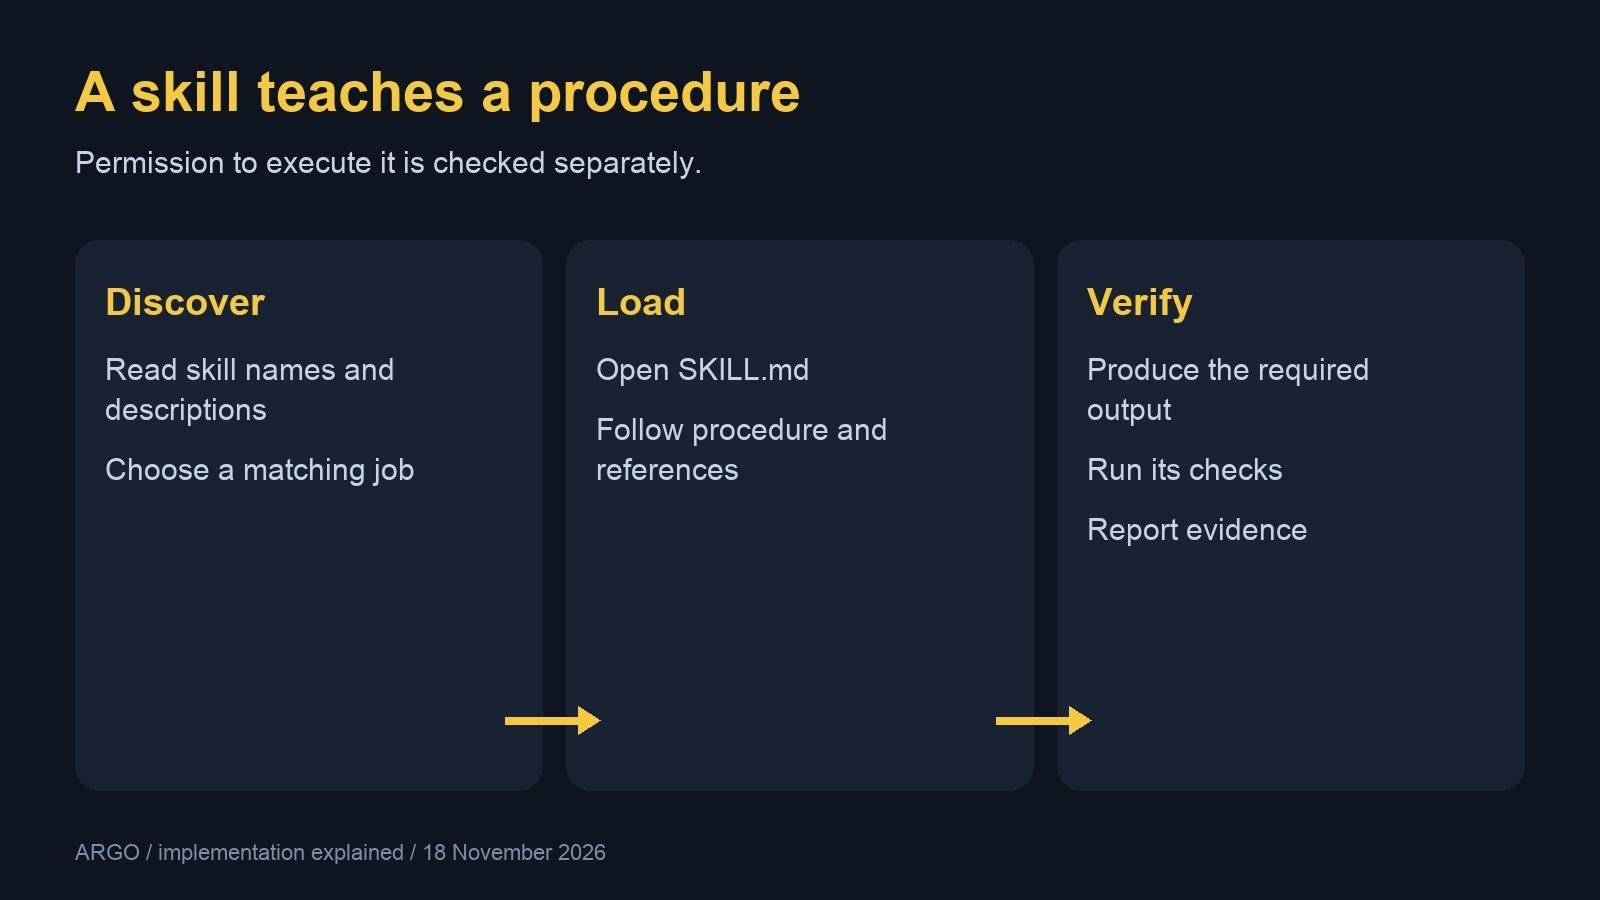 A skill teaches a procedure
Permission to execute it is checked separately.
Discover
Read skill names and
descriptions
Choose a matching job
Load
Open SKILL.md
Follow procedure and
references
Verify
Produce the required
output
Run its checks
Report evidence
ARGO / implementation explained / 18 November 2026